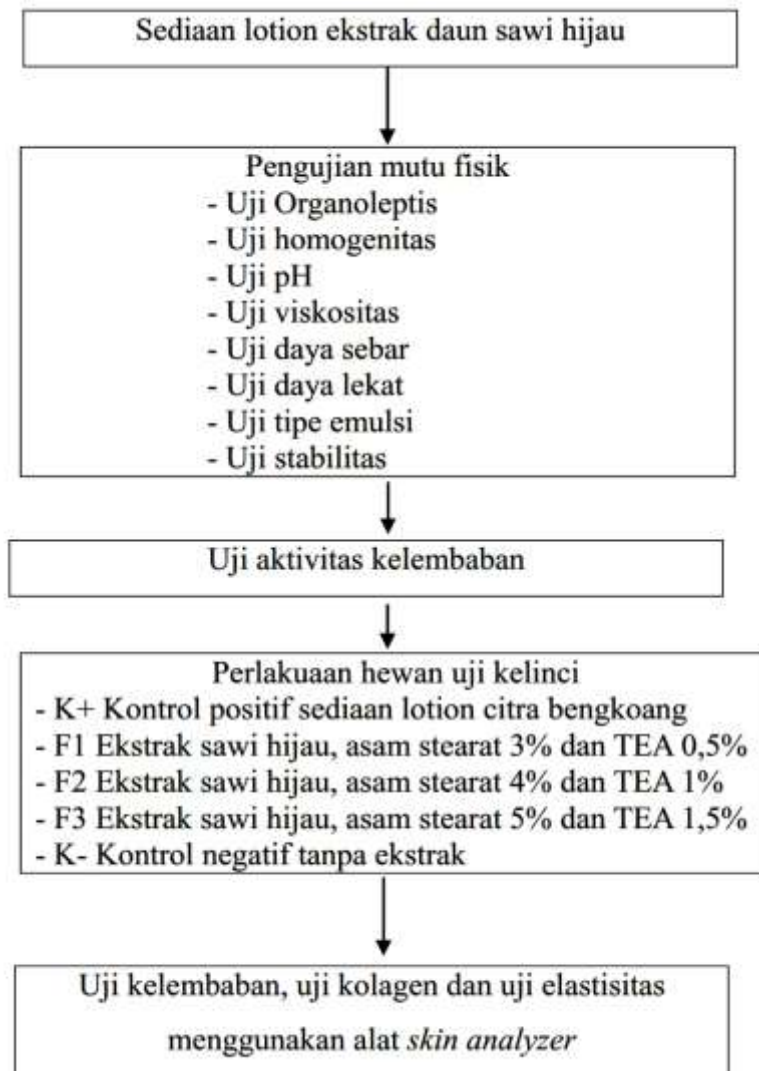 Sediaan lotion ekstrak daun sawi hijau
Pengujian mutu fisik
- Uji Organoleptis
- Uji homogenitas
- Uji pH
- Uji viskositas
- Uji daya sebar
- Uji daya lekat
- Uji tipe emulsi
- Uji stabilitas
Uji aktivitas kelembaban
Perlakuaan hewan uji kelinci
- K+ Kontrol positif sediaan lotion citra bengkoang
- F1 Ekstrak sawi hijau, asam stearat 3% dan TEA 0,5%
- F2 Ekstrak sawi hijau, asam stearat 4% dan TEA 1%
- F3 Ekstrak sawi hijau, asam stearat 5% dan TEA 1,5%
- K- Kontrol negatif tanpa ekstrak
Uji kelembaban, uji kolagen dan uji elastisitas
menggunakan alat skin analyzer